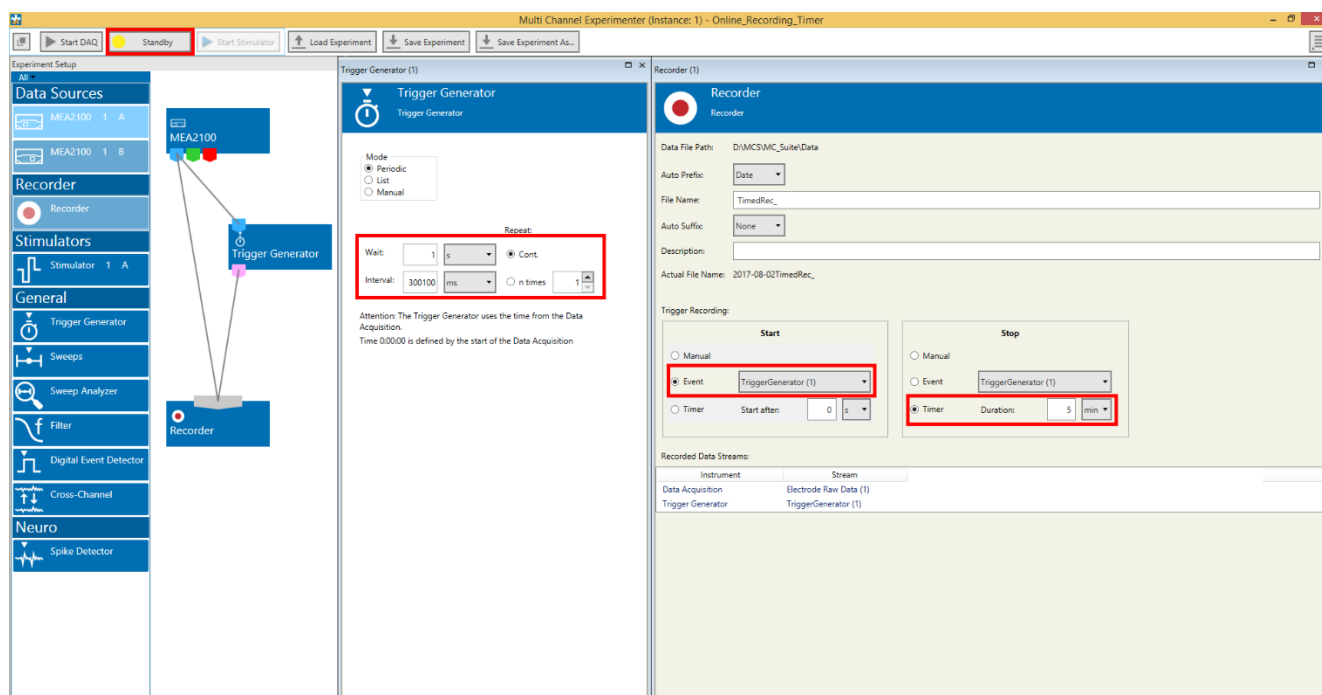 Multi Channel Experimenter (Instance: 1) - Online_Recording_Timer
Start DAQ Standby Start Stimulator Load Experiment Save Experiment Save Experiment As...
Experiment Setup
All
Data Sources
MEA2100 1 A
MEA2100 1 B
Recorder
Recorder
Stimulators
Stimulator 1 A
General
Trigger Generator
Sweeps
Sweep Analyzer
Filter
Digital Event Detector
Cross-Channel
Neuro
Spike Detector
MEA2100
Trigger Generator
Recorder
Trigger Generator (1)
Trigger Generator
Trigger Generator
Mode
Periodic
List
Manual
Repeat:
Wait: 1 s Cont.
Interval: 300100 ms n times 1
Attention: The Trigger Generator uses the time from the Data
Acquisition.
Time 0:00:00 is defined by the start of the Data Acquisition
Recorder (1)
Recorder
Recorder
Data File Path: D:\MCS\MC_Suite\Data
Auto Prefix: Date
File Name: TimedRec_
Auto Suffix: None
Description:
Actual File Name: 2017-08-02TimedRec_
Trigger Recording:
Start
Manual
Event TriggerGenerator (1)
Timer Start after: 0 s
Stop
Manual
Event TriggerGenerator (1)
Timer Duration: 5 min
Recorded Data Streams:
Instrument Stream
Data Acquisition Electrode Raw Data (1)
Trigger Generator TriggerGenerator (1)